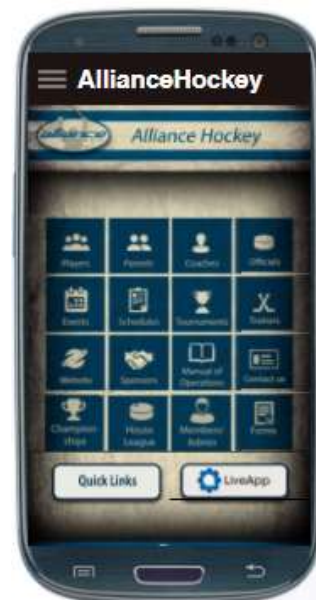 AllianceHockey
alliance
Alliance Hockey
Players Parents Coaches Officials
Events Schedules Tournaments Trainers
Website Sponsors Manual of Operations Contact us
Champion-ships House League Members' Admin Forms
Quick Links
LiveApp